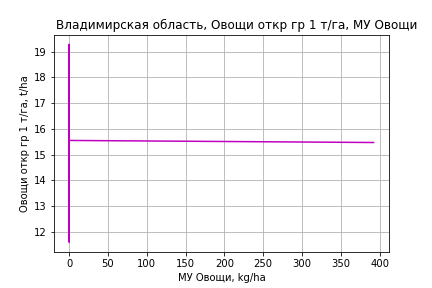 Владимирская область, Овощи откр гр 1 т/га, МУ Овощи
Овощи откр гр 1 т/га, t/ha
19
18
17
16
15
14
13
12
0 50 100 150 200 250 300 350 400
МУ Овощи, kg/ha